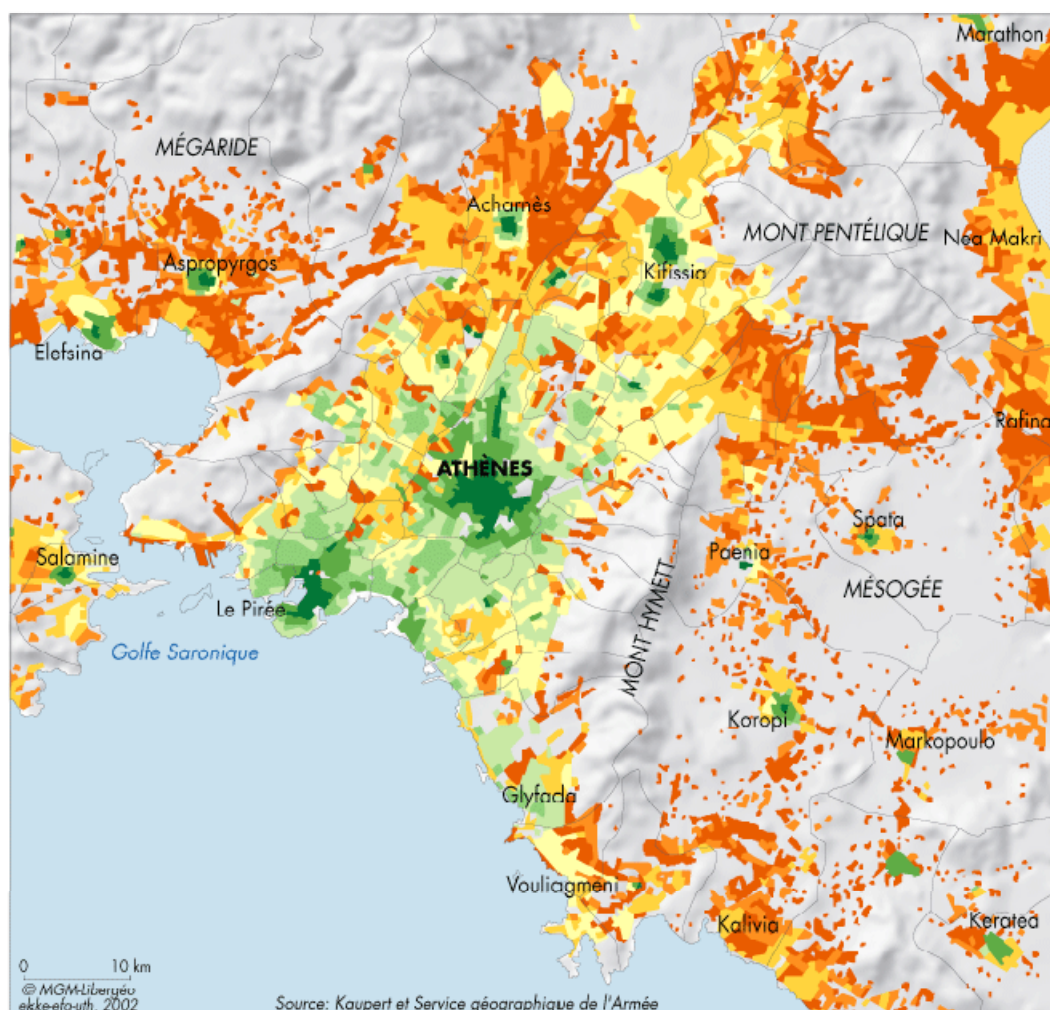 Marathon
MÉGARIDE
Acharnès
MONT PENTÉLIQUE
Nea Makri
Aspropyrgos
Kifissia
Elefsina
Rafina
ATHÈNES
Spata
Salamine
Paenia
MÉSOGÉE
Le Pirée
Golfe Saronique
MONT HYMETT
Koropi
Markopoulo
Glyfada
Vouliagmeni
Kalivia
Keratea
0 10 km
© MGM-Libergéo
ekke-efa-uth, 2002
Source: Kaupert et Service géographique de l'Armée